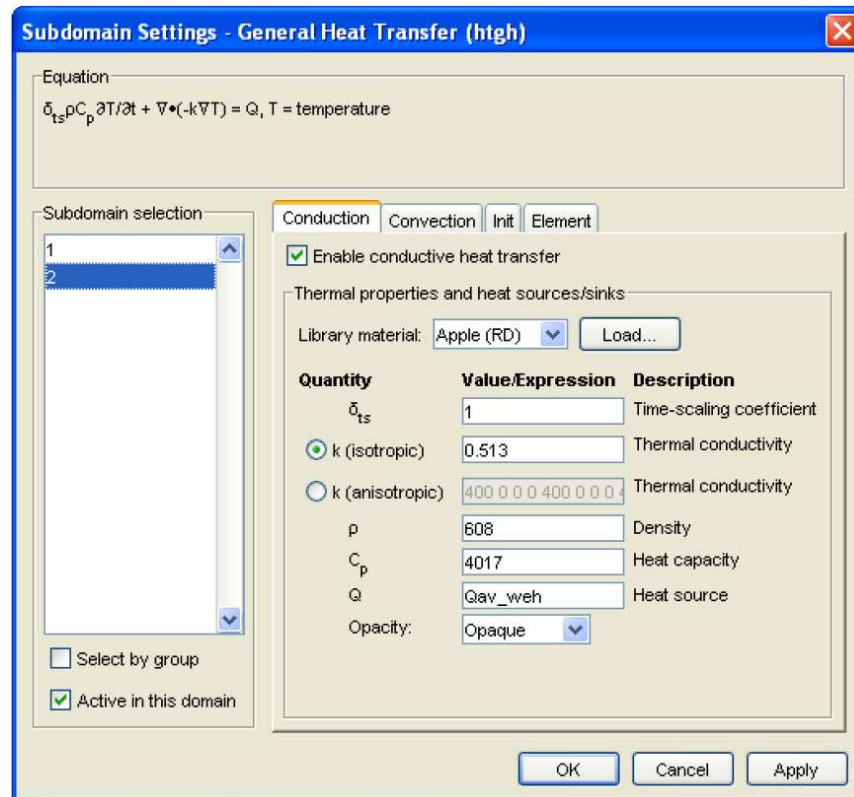 Subdomain Settings - General Heat Transfer (htgh)
Equation
δts ρCp ∂T/∂t + ∇•(-k∇T) = Q, T = temperature
Subdomain selection
1
2
Select by group
Active in this domain
Conduction Convection Init Element
Enable conductive heat transfer
Thermal properties and heat sources/sinks
Library material: Apple (RD) Load...
Quantity Value/Expression Description
δts 1 Time-scaling coefficient
k (isotropic) 0.513 Thermal conductivity
k (anisotropic) 400 0 0 0 400 0 0 0 4 Thermal conductivity
ρ 608 Density
Cp 4017 Heat capacity
Q Qav_weh Heat source
Opacity: Opaque
OK Cancel Apply